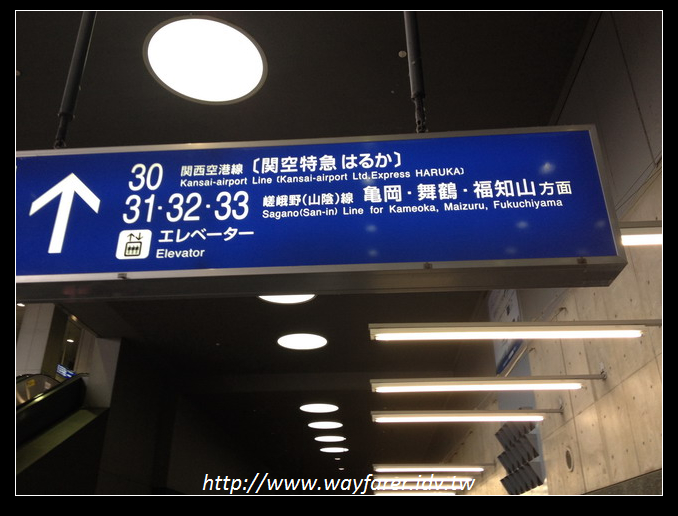 30 関西空港線〔関空特急 はるか〕
Kansai-airport Line (Kansai-airport Ltd.Express HARUKA)
31・32・33 嵯峨野(山陰)線 亀岡・舞鶴・福知山方面
Sagano(San-in) Line for Kameoka, Maizuru, Fukuchiyama
エレベーター
Elevator
http://www.wayfarer.idv.tw